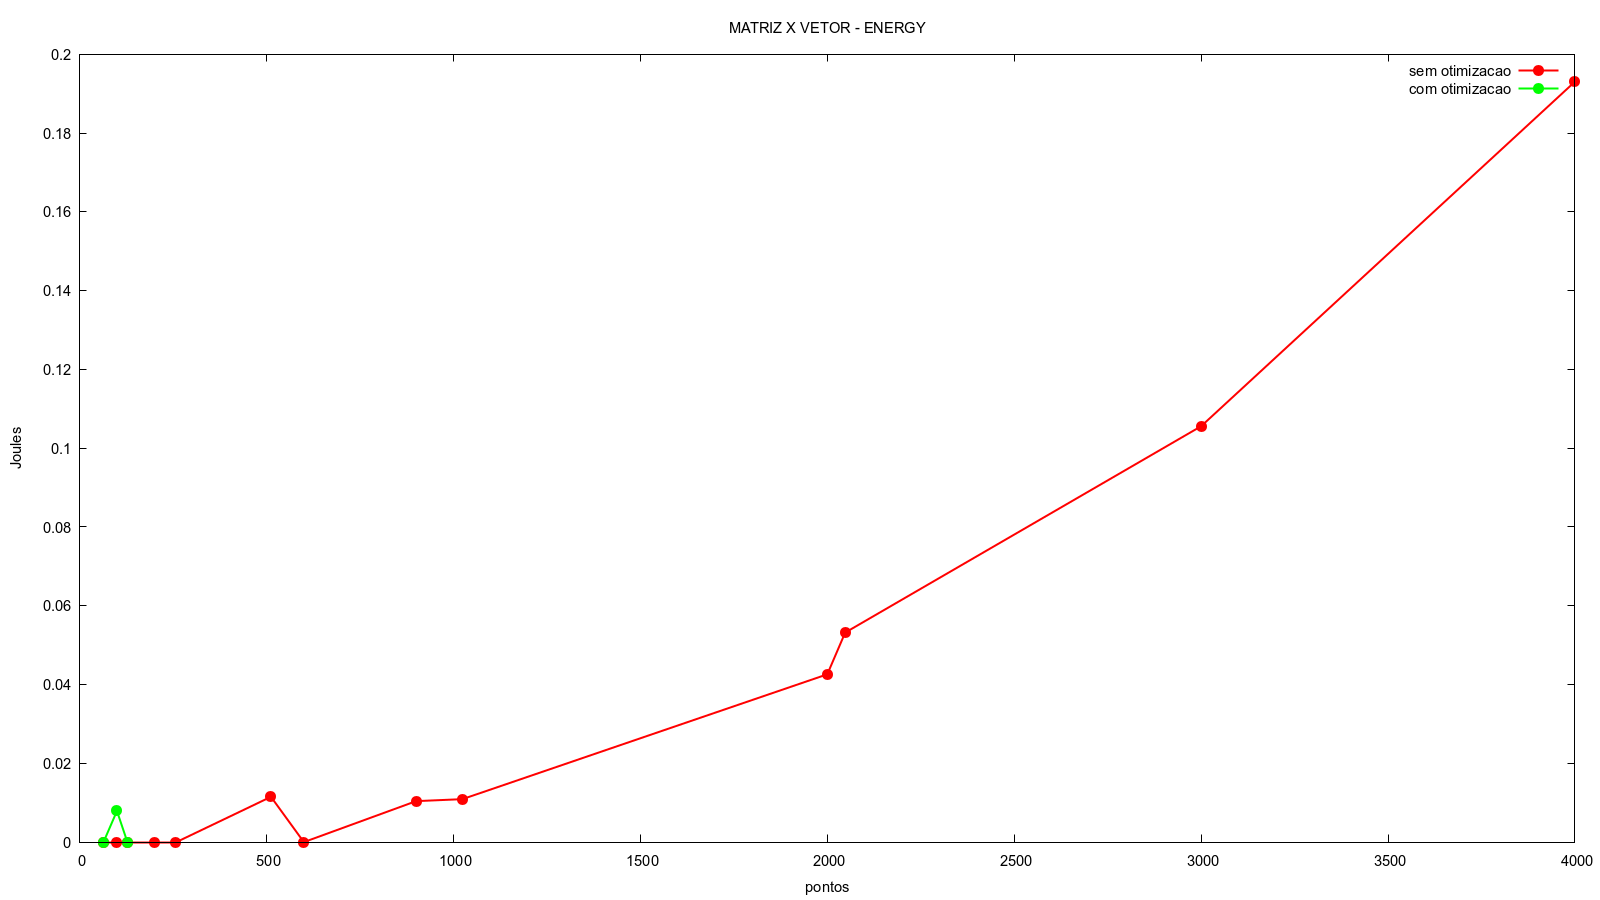 MATRIZ X VETOR - ENERGY
sem otimizacao
com otimizacao
0.2
0.18
0.16
0.14
0.12
0.1
0.08
0.06
0.04
0.02
0
Joules
0 500 1000 1500 2000 2500 3000 3500 4000
pontos